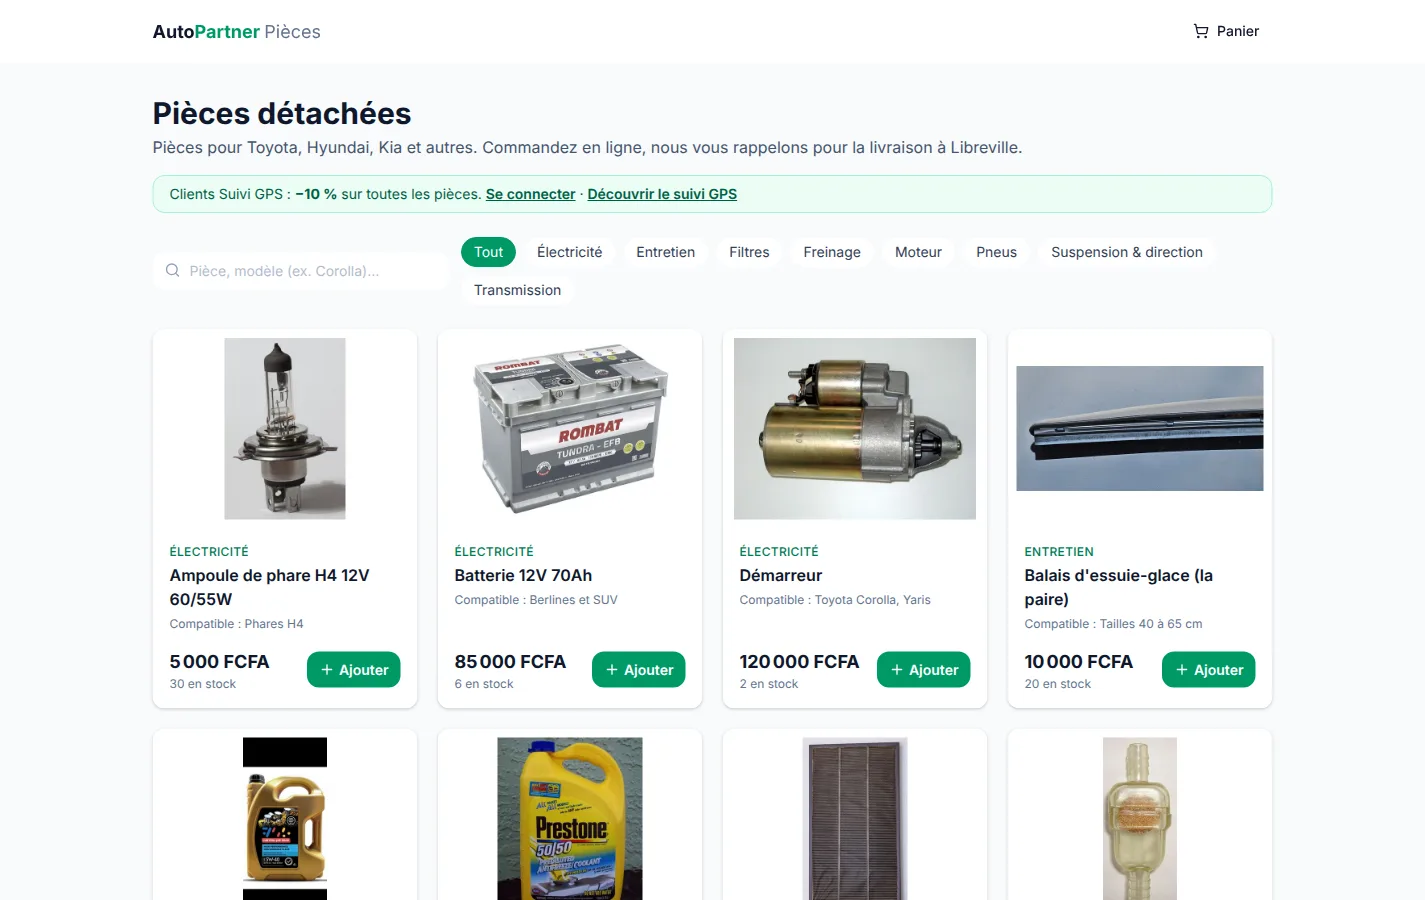 AutoPartner Pièces
Panier
Pièces détachées
Pièces pour Toyota, Hyundai, Kia et autres. Commandez en ligne, nous vous rappelons pour la livraison à Libreville.
Clients Suivi GPS : −10 % sur toutes les pièces. Se connecter · Découvrir le suivi GPS
Pièce, modèle (ex. Corolla)...
Tout
Électricité
Entretien
Filtres
Freinage
Moteur
Pneus
Suspension & direction
Transmission
ROMBAT
ROMBAT
TUNDRA - EFB
ÉLECTRICITÉ
Ampoule de phare H4 12V
60/55W
Compatible : Phares H4
5 000 FCFA
30 en stock
+ Ajouter
ÉLECTRICITÉ
Batterie 12V 70Ah
Compatible : Berlines et SUV
85 000 FCFA
6 en stock
+ Ajouter
ÉLECTRICITÉ
Démarreur
Compatible : Toyota Corolla, Yaris
120 000 FCFA
2 en stock
+ Ajouter
ENTRETIEN
Balais d'essuie-glace (la
paire)
Compatible : Tailles 40 à 65 cm
10 000 FCFA
20 en stock
+ Ajouter
Prestone
50/50